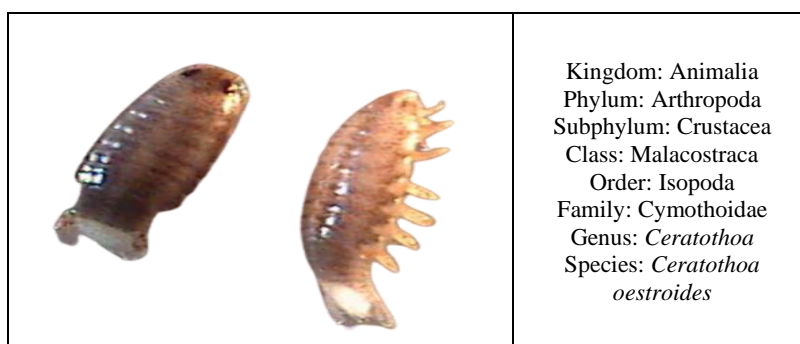 Kingdom: Animalia
Phylum: Arthropoda
Subphylum: Crustacea
Class: Malacostraca
Order: Isopoda
Family: Cymothoidae
Genus: Ceratothoa
Species: Ceratothoa
oestroides